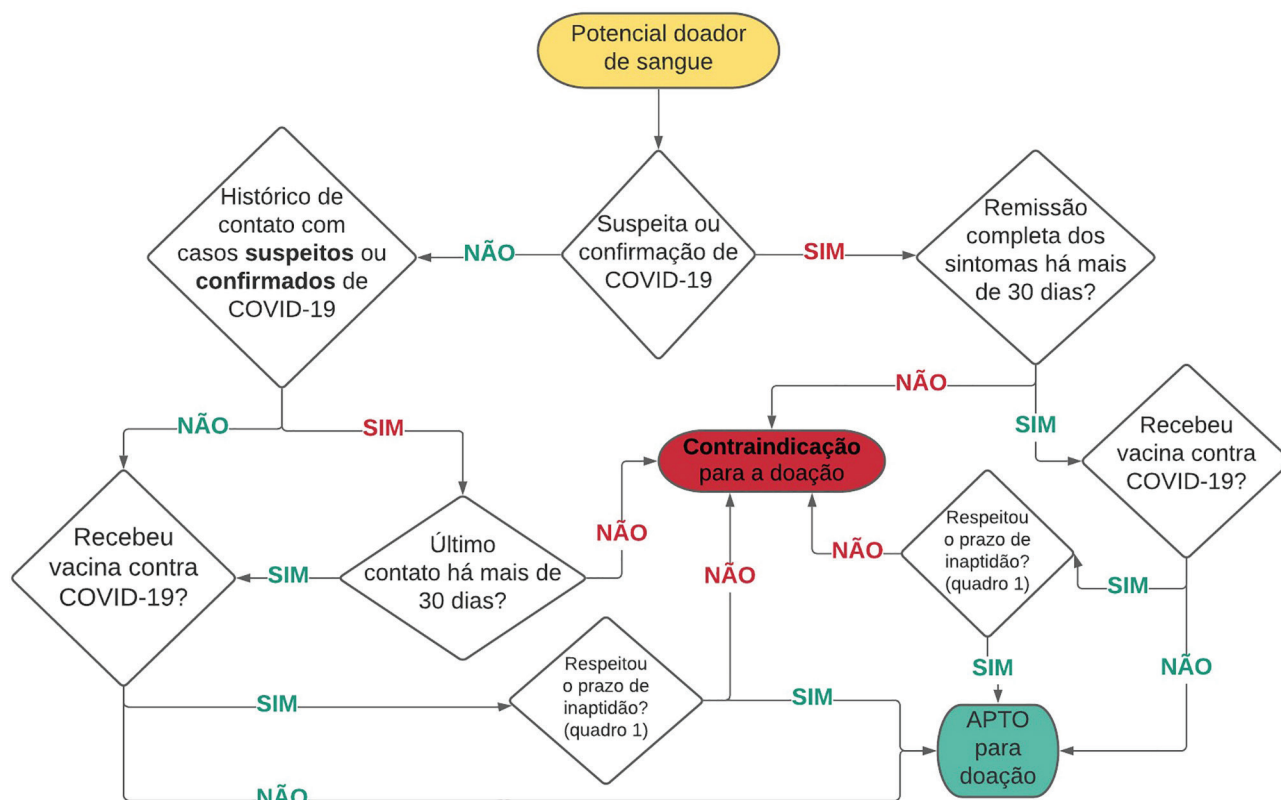 Potencial doador
de sangue
Histórico de
contato com
casos suspeitos ou
confirmados de
COVID-19
NÃO
Suspeita ou
confirmação de
COVID-19
SIM
Remissão
completa dos
sintomas há mais
de 30 dias?
NÃO
SIM
NÃO
SIM
Contraindicação
para a doação
Recebeu
vacina contra
COVID-19?
Recebeu
vacina contra
COVID-19?
SIM
Último
contato há mais de
30 dias?
NÃO
NÃO
NÃO
Respeitou
o prazo de
inaptidão?
(quadro 1)
SIM
SIM
NÃO
SIM
Respeitou
o prazo de
inaptidão?
(quadro 1)
SIM
APTO
para
doação
NÃO